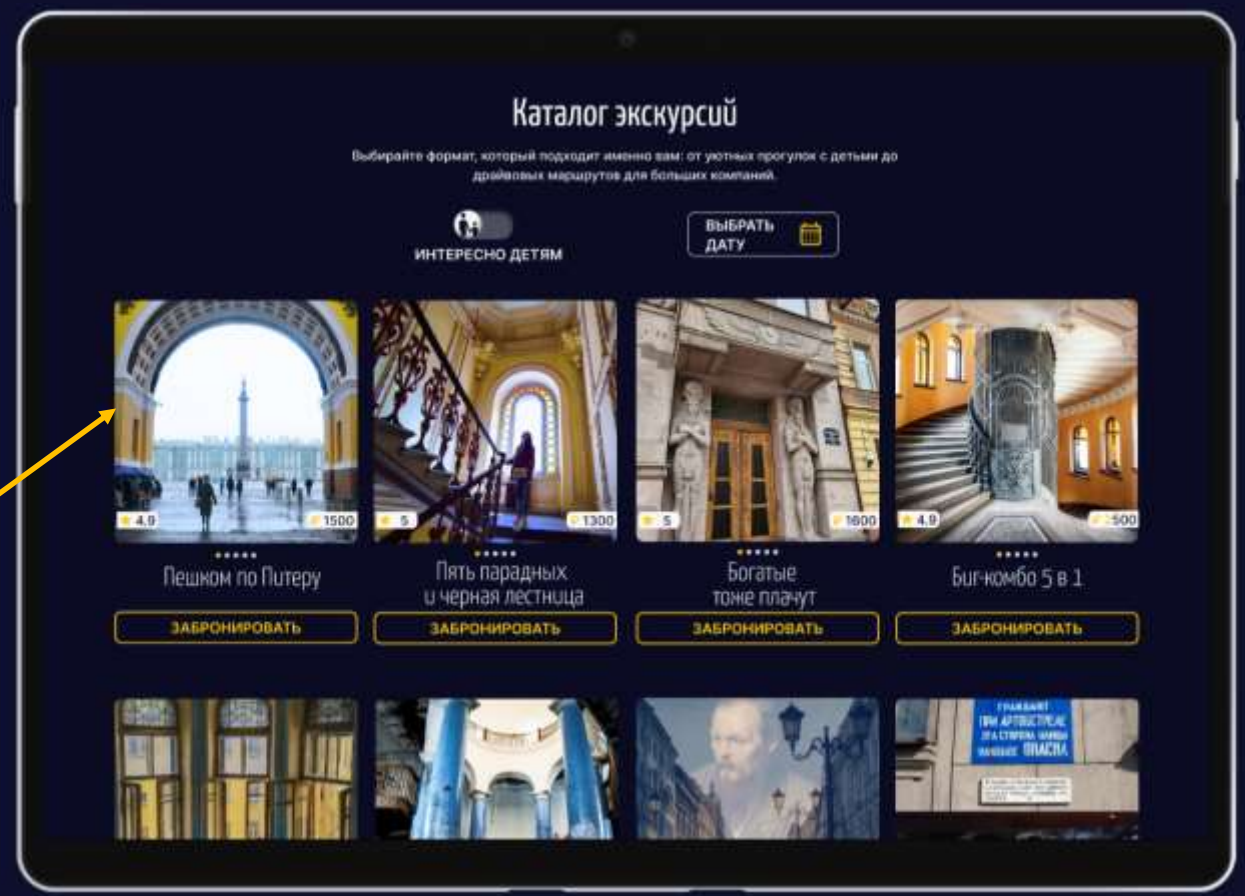 Каталог экскурсий
Выбирайте формат, который подходит именно вам: от уютных прогулок с детьми до
драйвовых маршрутов для больших компаний.
ИНТЕРЕСНО ДЕТЯМ
ВЫБРАТЬ
ДАТУ
4.9
1500
5
1300
5
1600
4.9
500
Пешком по Питеру
Пять парадных
и черная лестница
Богатые
тоже плачут
Биг-комбо 5 в 1
ЗАБРОНИРОВАТЬ
ЗАБРОНИРОВАТЬ
ЗАБРОНИРОВАТЬ
ЗАБРОНИРОВАТЬ
ГРАЖДАНЕ!
ПРИ АРТОБСТРЕЛЕ
ЭТА СТОРОНА УЛИЦЫ
НАИБОЛЕЕ ОПАСНА